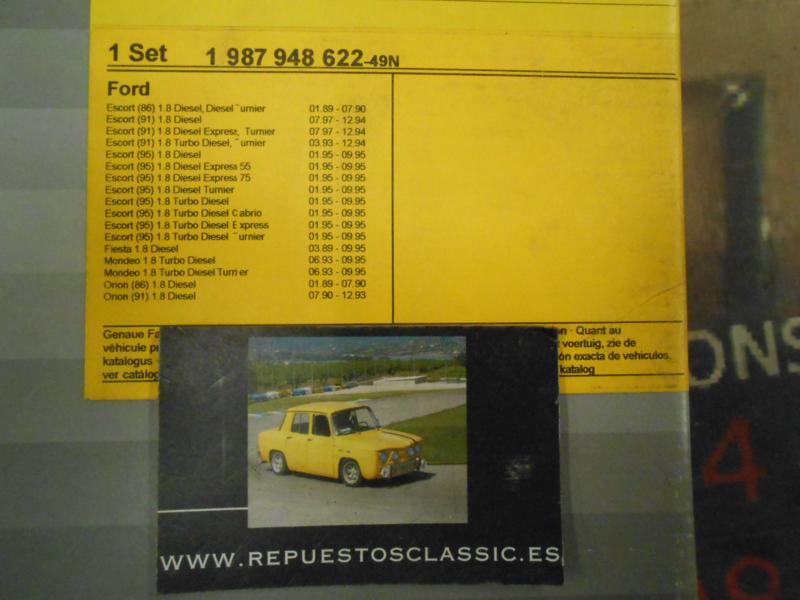 1 Set 1 987 948 622-49N
Ford
Escort (86) 1.8 Diesel, Diesel Turnier 01.89 - 07.90
Escort (91) 1.8 Diesel 07.97 - 12.94
Escort (91) 1.8 Diesel Express, Turnier 07.97 - 12.94
Escort (91) 1.8 Turbo Diesel, Turnier 03.93 - 12.94
Escort (95) 1.8 Diesel 01.95 - 09.95
Escort (95) 1.8 Diesel Express 55 01.95 - 09.95
Escort (95) 1.8 Diesel Express 75 01.95 - 09.95
Escort (95) 1.8 Diesel Turnier 01.95 - 09.95
Escort (95) 1.8 Turbo Diesel 01.95 - 09.95
Escort (95) 1.8 Turbo Diesel Cabrio 01.95 - 09.95
Escort (95) 1.8 Turbo Diesel Express 01.95 - 09.95
Escort (95) 1.8 Turbo Diesel Turnier 01.95 - 09.95
Fiesta 1.8 Diesel 03.89 - 09.95
Mondeo 1.8 Turbo Diesel 06.93 - 09.95
Mondeo 1.8 Turbo Diesel Turnier 06.93 - 09.95
Orion (86) 1.8 Diesel 01.89 - 07.90
Orion (91) 1.8 Diesel 07.90 - 12.93
Genaue Fa on · Quant au
véhicule p voertuig, zie de
katalogus · ón exacta de vehiculos,
ver catálog katalog
ONS
4
WWW.REPUESTOSCLASSIC.ES